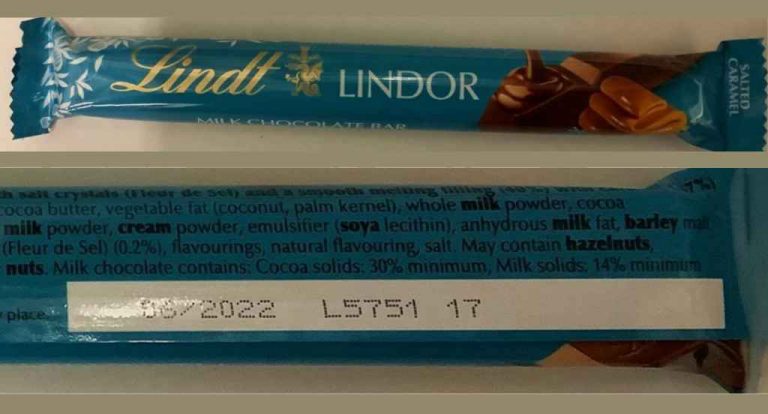 Lindt
LINDOR
MILK CHOCOLATE BAR
SALTED
CARAMEL
salt crystals (Fleur de Sel) and a smooth melting filling
cocoa butter, vegetable fat (coconut, palm kernel), whole milk powder, cocoa
milk powder, cream powder, emulsifier (soya lecithin), anhydrous milk fat, barley
(Fleur de Sel) (0.2%), flavourings, natural flavouring, salt. May contain hazelnuts,
nuts. Milk chocolate contains: Cocoa solids: 30% minimum, Milk solids: 14% minimum
place.
/2022 L5751 17